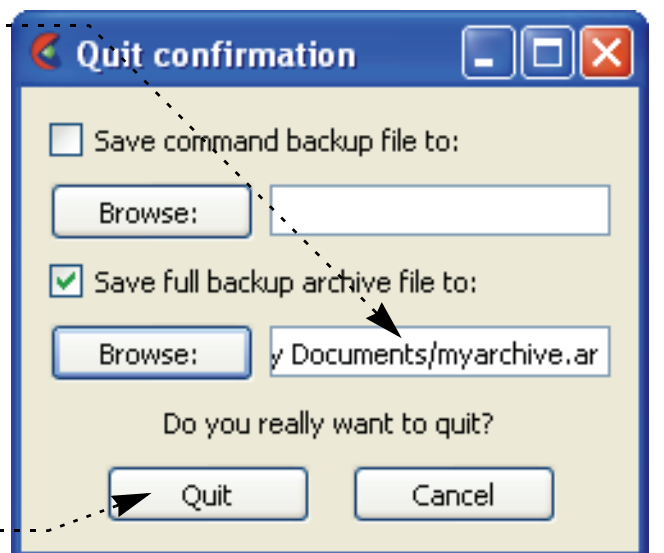 Quit confirmation
Save command backup file to:
Browse:
Save full backup archive file to:
Browse: y Documents/myarchive.ar
Do you really want to quit?
Quit Cancel